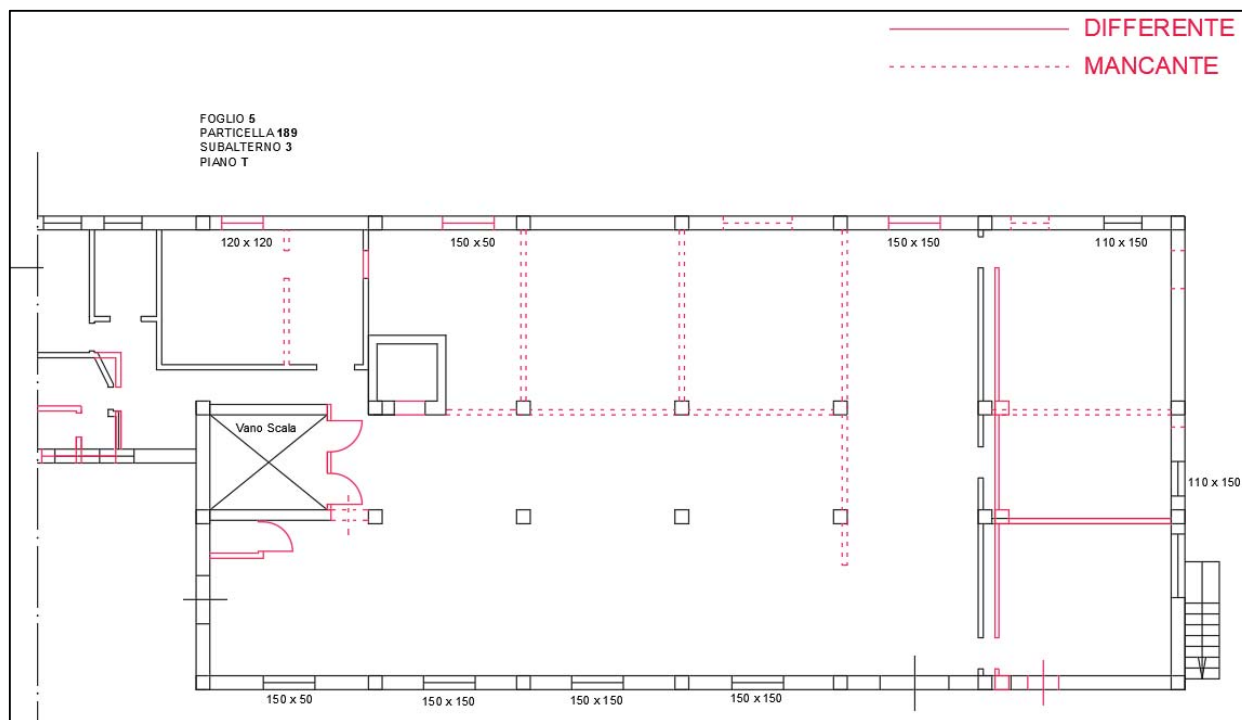 DIFFERENTE
MANCANTE
FOGLIO 5
PARTICELLA 189
SUBALTERNO 3
PIANO T
120 x 120
150 x 50
150 x 150
110 x 150
Vano Scala
110 x 150
150 x 50
150 x 150
150 x 150
150 x 150